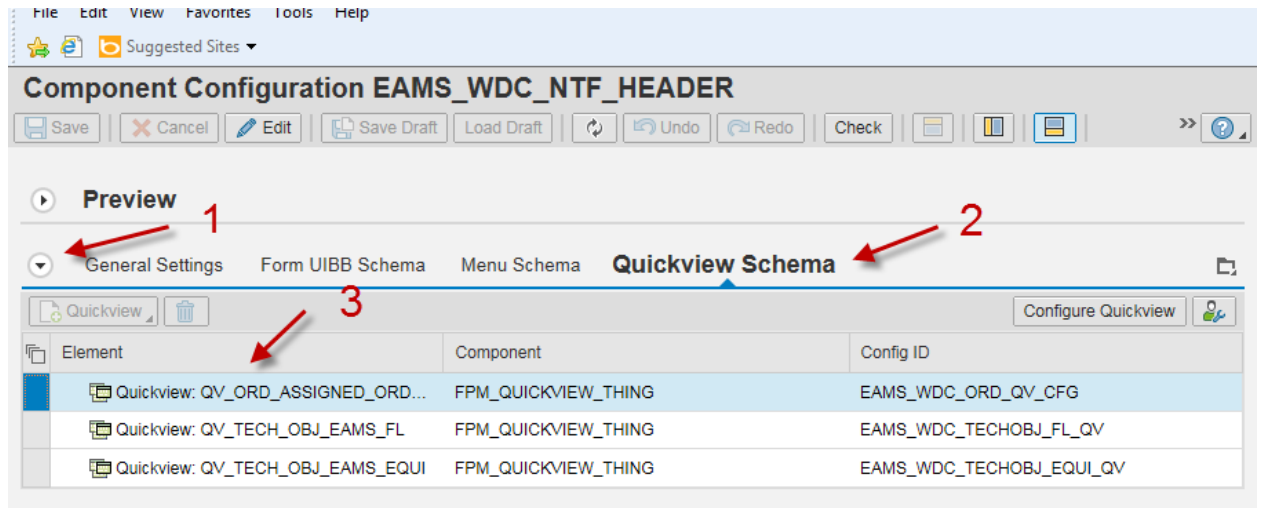 File Edit View Favorites Tools Help
Suggested Sites
Component Configuration EAMS_WDC_NTF_HEADER
Save Cancel Edit Save Draft Load Draft Undo Redo Check »
Preview
1
2
General Settings Form UIBB Schema Menu Schema Quickview Schema
Quickview 3 Configure Quickview
Element Component Config ID
Quickview: QV_ORD_ASSIGNED_ORD... FPM_QUICKVIEW_THING EAMS_WDC_ORD_QV_CFG
Quickview: QV_TECH_OBJ_EAMS_FL FPM_QUICKVIEW_THING EAMS_WDC_TECHOBJ_FL_QV
Quickview: QV_TECH_OBJ_EAMS_EQUI FPM_QUICKVIEW_THING EAMS_WDC_TECHOBJ_EQUI_QV